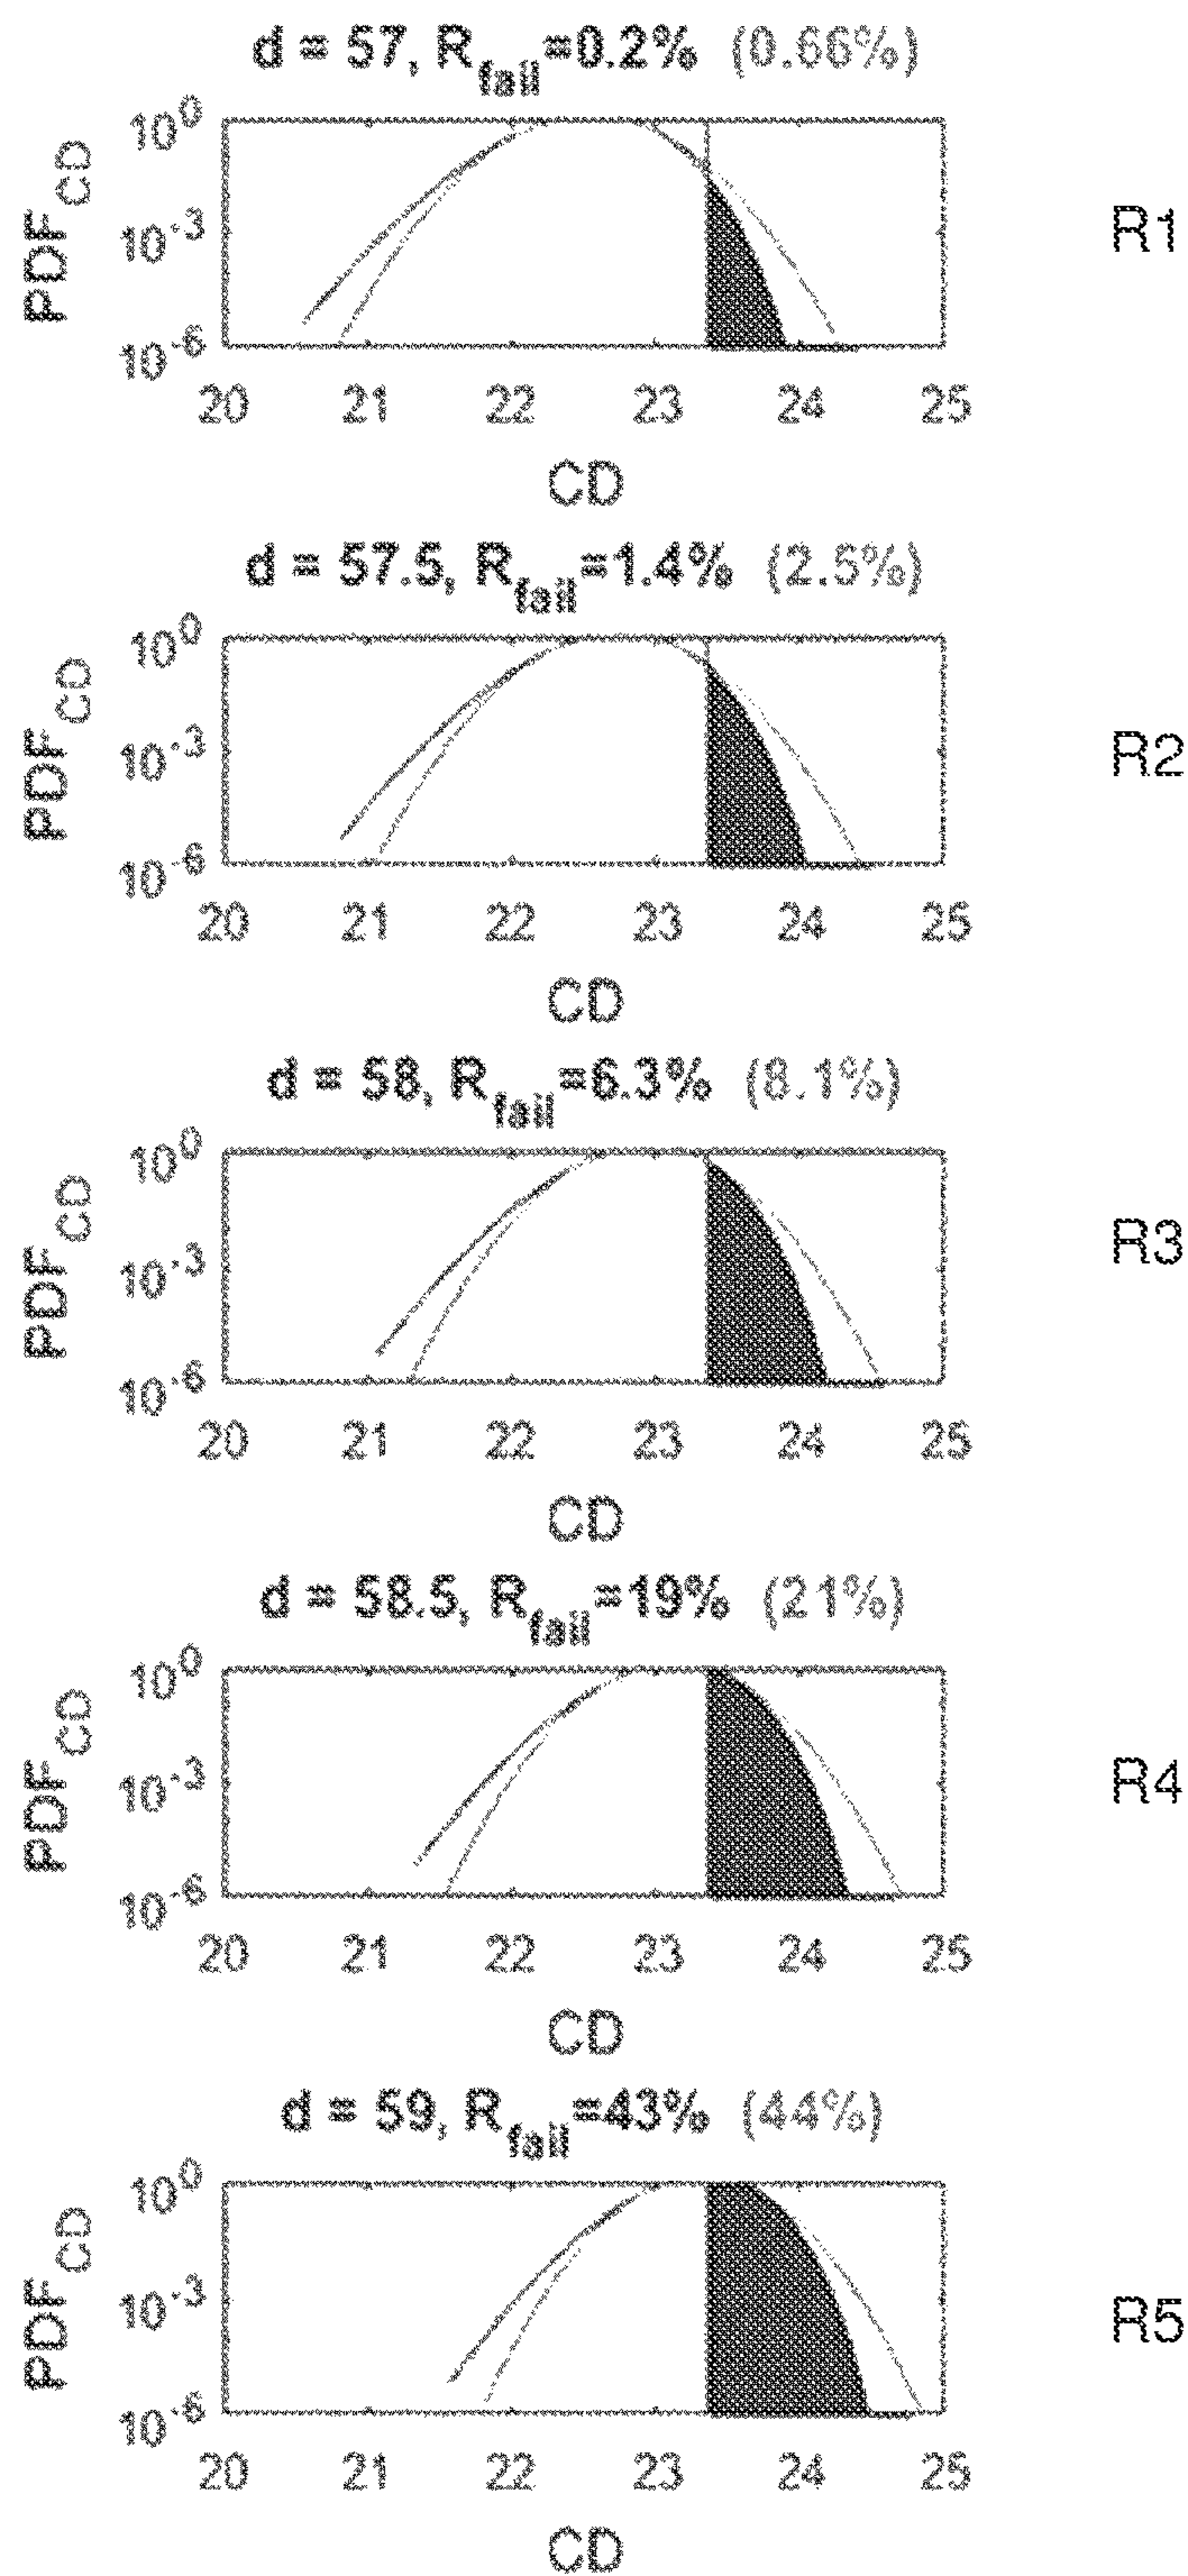 d = 57, Rfail=0.2% (0.66%)
10^0
10^-3
10^-6
PDF_CD
20 21 22 23 24 25
CD
R1
d = 57.5, Rfail=1.4% (2.5%)
10^0
10^-3
10^-6
PDF_CD
20 21 22 23 24 25
CD
R2
d = 58, Rfail=6.3% (8.1%)
10^0
10^-3
10^-6
PDF_CD
20 21 22 23 24 25
CD
R3
d = 58.5, Rfail=19% (21%)
10^0
10^-3
10^-6
PDF_CD
20 21 22 23 24 25
CD
R4
d = 59, Rfail=43% (44%)
10^0
10^-3
10^-6
PDF_CD
20 21 22 23 24 25
CD
R5